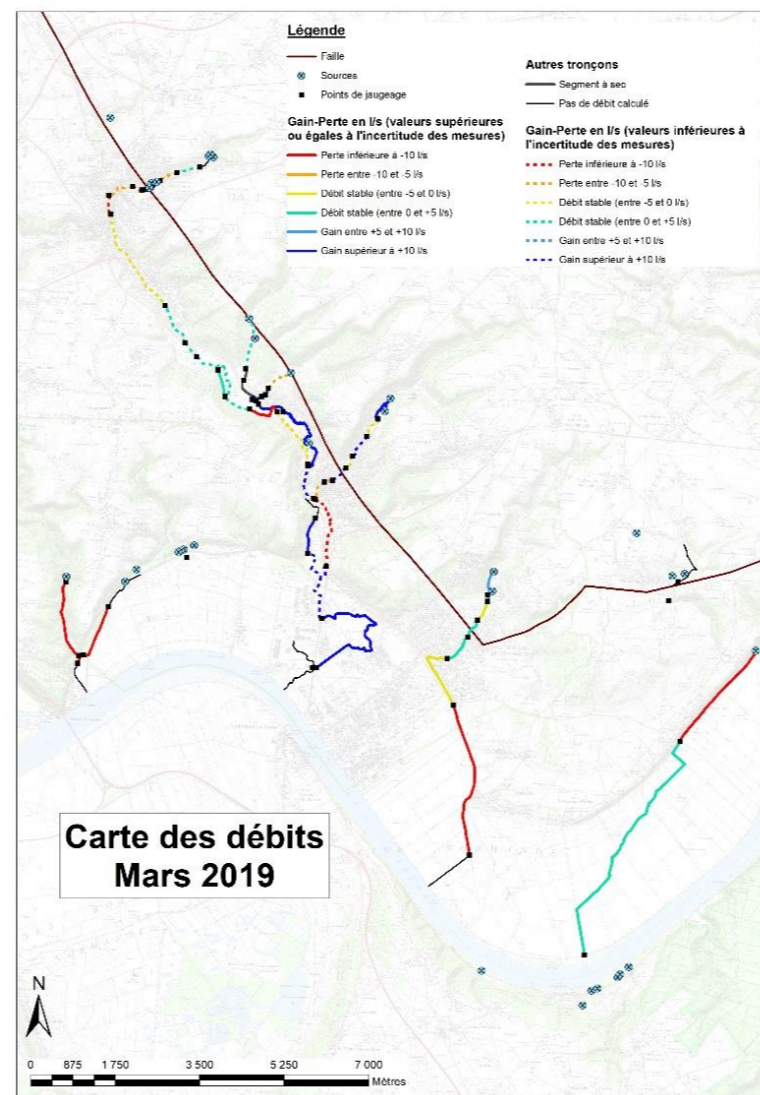 Légende
Faille
Sources
Points de jaugeage
Gain-Perte en l/s (valeurs supérieures
ou égales à l'incertitude des mesures)
Perte inférieure à -10 l/s
Perte entre -10 et -5 l/s
Débit stable (entre -5 et 0 l/s)
Débit stable (entre 0 et +5 l/s)
Gain entre +5 et +10 l/s
Gain supérieur à +10 l/s
Autres tronçons
Segment à sec
Pas de débit calculé
Gain-Perte en l/s (valeurs inférieures à
l'incertitude des mesures)
Perte inférieure à -10 l/s
Perte entre -10 et -5 l/s
Débit stable (entre -5 et 0 l/s)
Débit stable (entre 0 et +5 l/s)
Gain entre +5 et +10 l/s
Gain supérieur à +10 l/s
Carte des débits
Mars 2019
N
0 875 1 750 3 500 5 250 7 000
Mètres